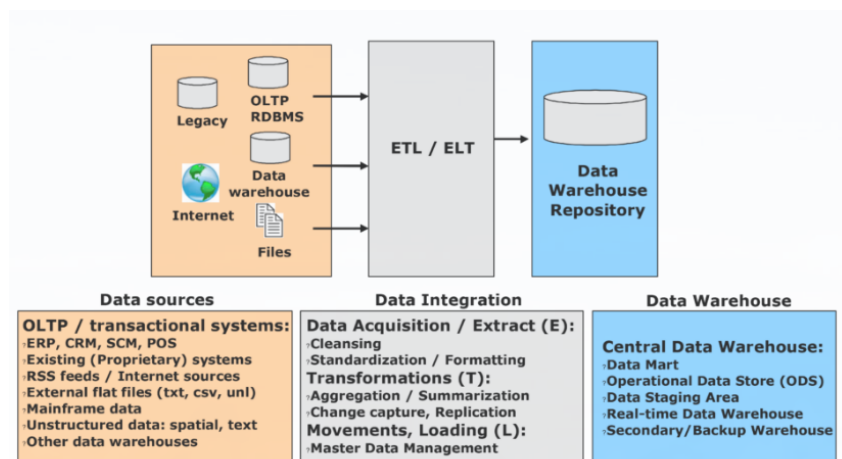 Legacy
OLTP
RDBMS
Internet
Data
warehouse
Files
ETL / ELT
Data
Warehouse
Repository
Data sources
OLTP / transactional systems:
?ERP, CRM, SCM, POS
?Existing (Proprietary) systems
?RSS feeds / Internet sources
?External flat files (txt, csv, unl)
?Mainframe data
?Unstructured data: spatial, text
?Other data warehouses
Data Integration
Data Acquisition / Extract (E):
?Cleansing
?Standardization / Formatting
Transformations (T):
?Aggregation / Summarization
?Change capture, Replication
Movements, Loading (L):
?Master Data Management
Data Warehouse
Central Data Warehouse:
?Data Mart
?Operational Data Store (ODS)
?Data Staging Area
?Real-time Data Warehouse
?Secondary/Backup Warehouse